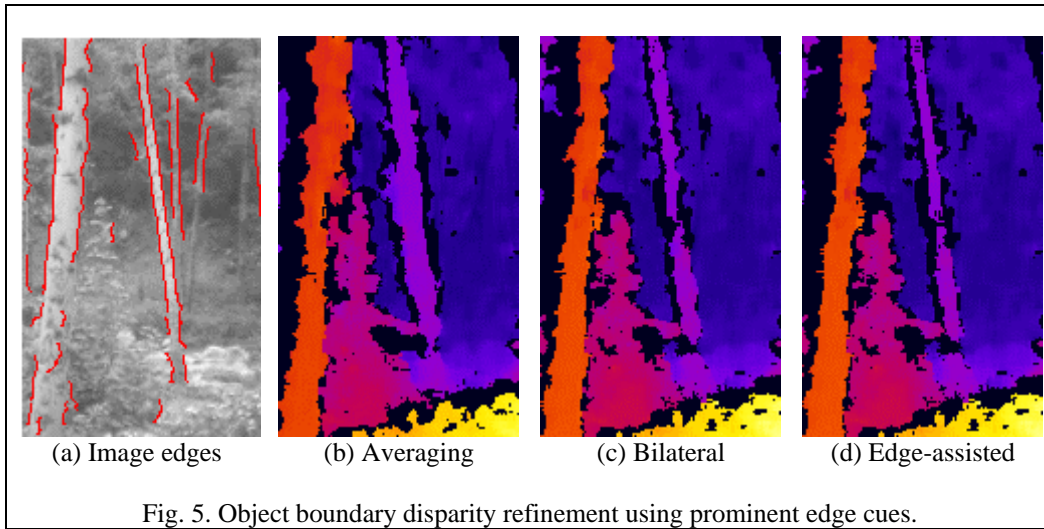 (a) Image edges (b) Averaging (c) Bilateral (d) Edge-assisted
Fig. 5. Object boundary disparity refinement using prominent edge cues.